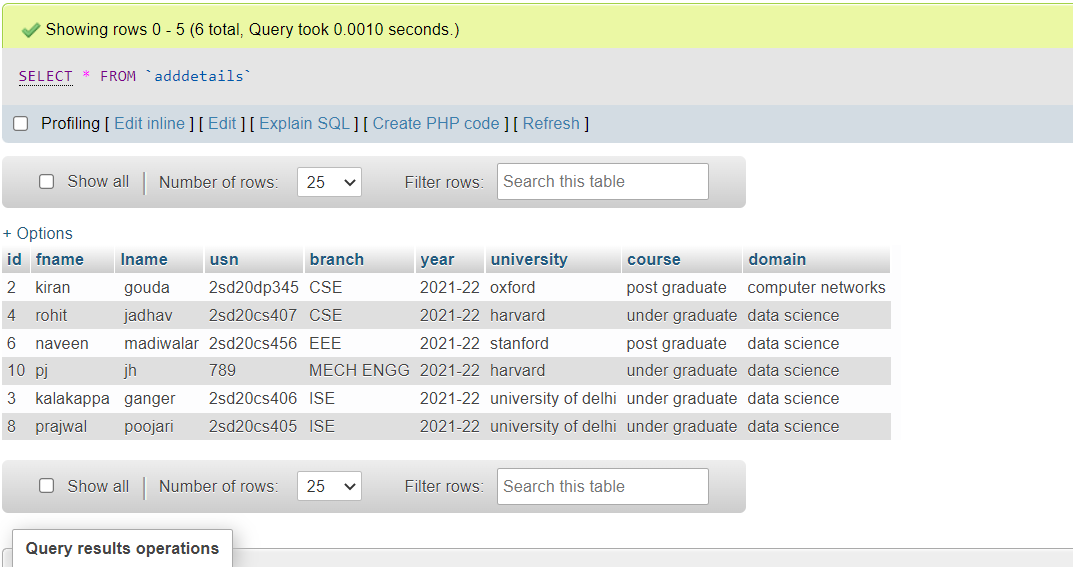 Showing rows 0 - 5 (6 total, Query took 0.0010 seconds.)
SELECT * FROM `adddetails`
Profiling [ Edit inline ] [ Edit ] [ Explain SQL ] [ Create PHP code ] [ Refresh ]
Show all | Number of rows: 25 Filter rows: Search this table
+ Options
id fname lname usn branch year university course domain
2 kiran gouda 2sd20dp345 CSE 2021-22 oxford post graduate computer networks
4 rohit jadhav 2sd20cs407 CSE 2021-22 harvard under graduate data science
6 naveen madiwalar 2sd20cs456 EEE 2021-22 stanford post graduate data science
10 pj jh 789 MECH ENGG 2021-22 harvard under graduate data science
3 kalakappa ganger 2sd20cs406 ISE 2021-22 university of delhi under graduate data science
8 prajwal poojari 2sd20cs405 ISE 2021-22 university of delhi under graduate data science
Show all | Number of rows: 25 Filter rows: Search this table
Query results operations